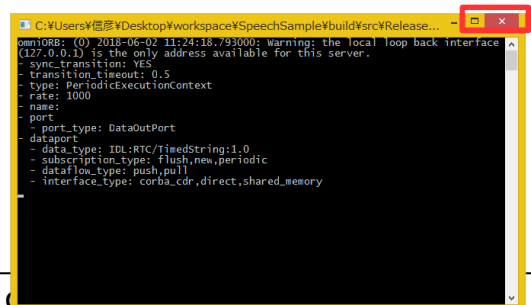 C:¥Users¥信彦¥Desktop¥workspace¥SpeechSample¥build¥src¥Release...
omniORB: (0) 2018-06-02 11:24:18.793000: Warning: the local loop back interface
(127.0.0.1) is the only address available for this server.
- sync_transition: YES
- transition_timeout: 0.5
- type: PeriodicExecutionContext
- rate: 1000
- name:
- port
- port_type: DataOutPort
- dataport
- data_type: IDL:RTC/TimedString:1.0
- subscription_type: flush,new,periodic
- dataflow_type: push,pull
- interface_type: corba_cdr,direct,shared_memory